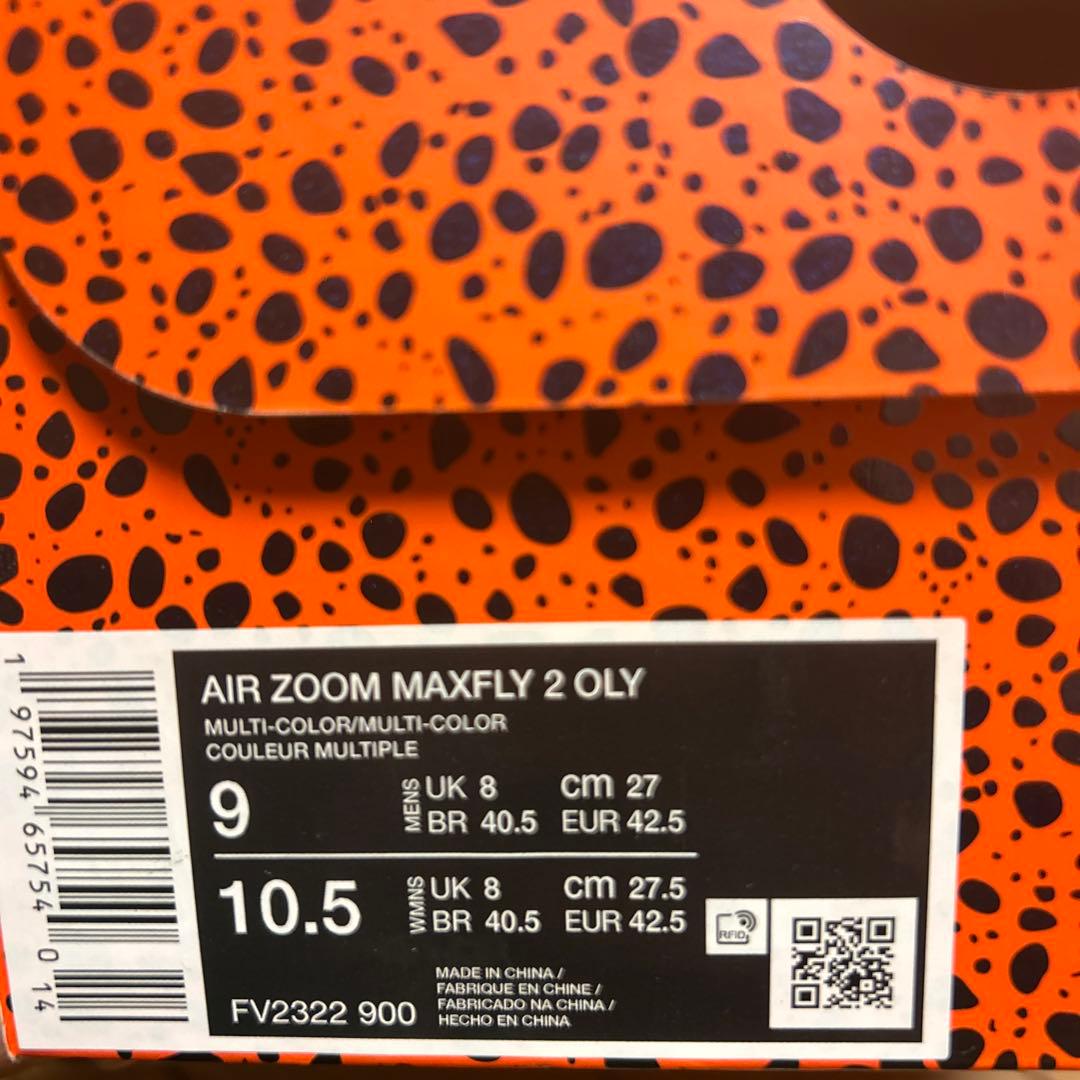 AIR ZOOM MAXFLY 2 OLY
MULTI-COLOR/MULTI-COLOR
COULEUR MULTIPLE
9 MENS UK 8 cm 27
BR 40.5 EUR 42.5
10.5 WMNS UK 8 cm 27.5
BR 40.5 EUR 42.5
RFID
MADE IN CHINA /
FABRIQUE EN CHINE /
FABRICADO NA CHINA /
HECHO EN CHINA
FV2322 900
1 97594 65754 0 14